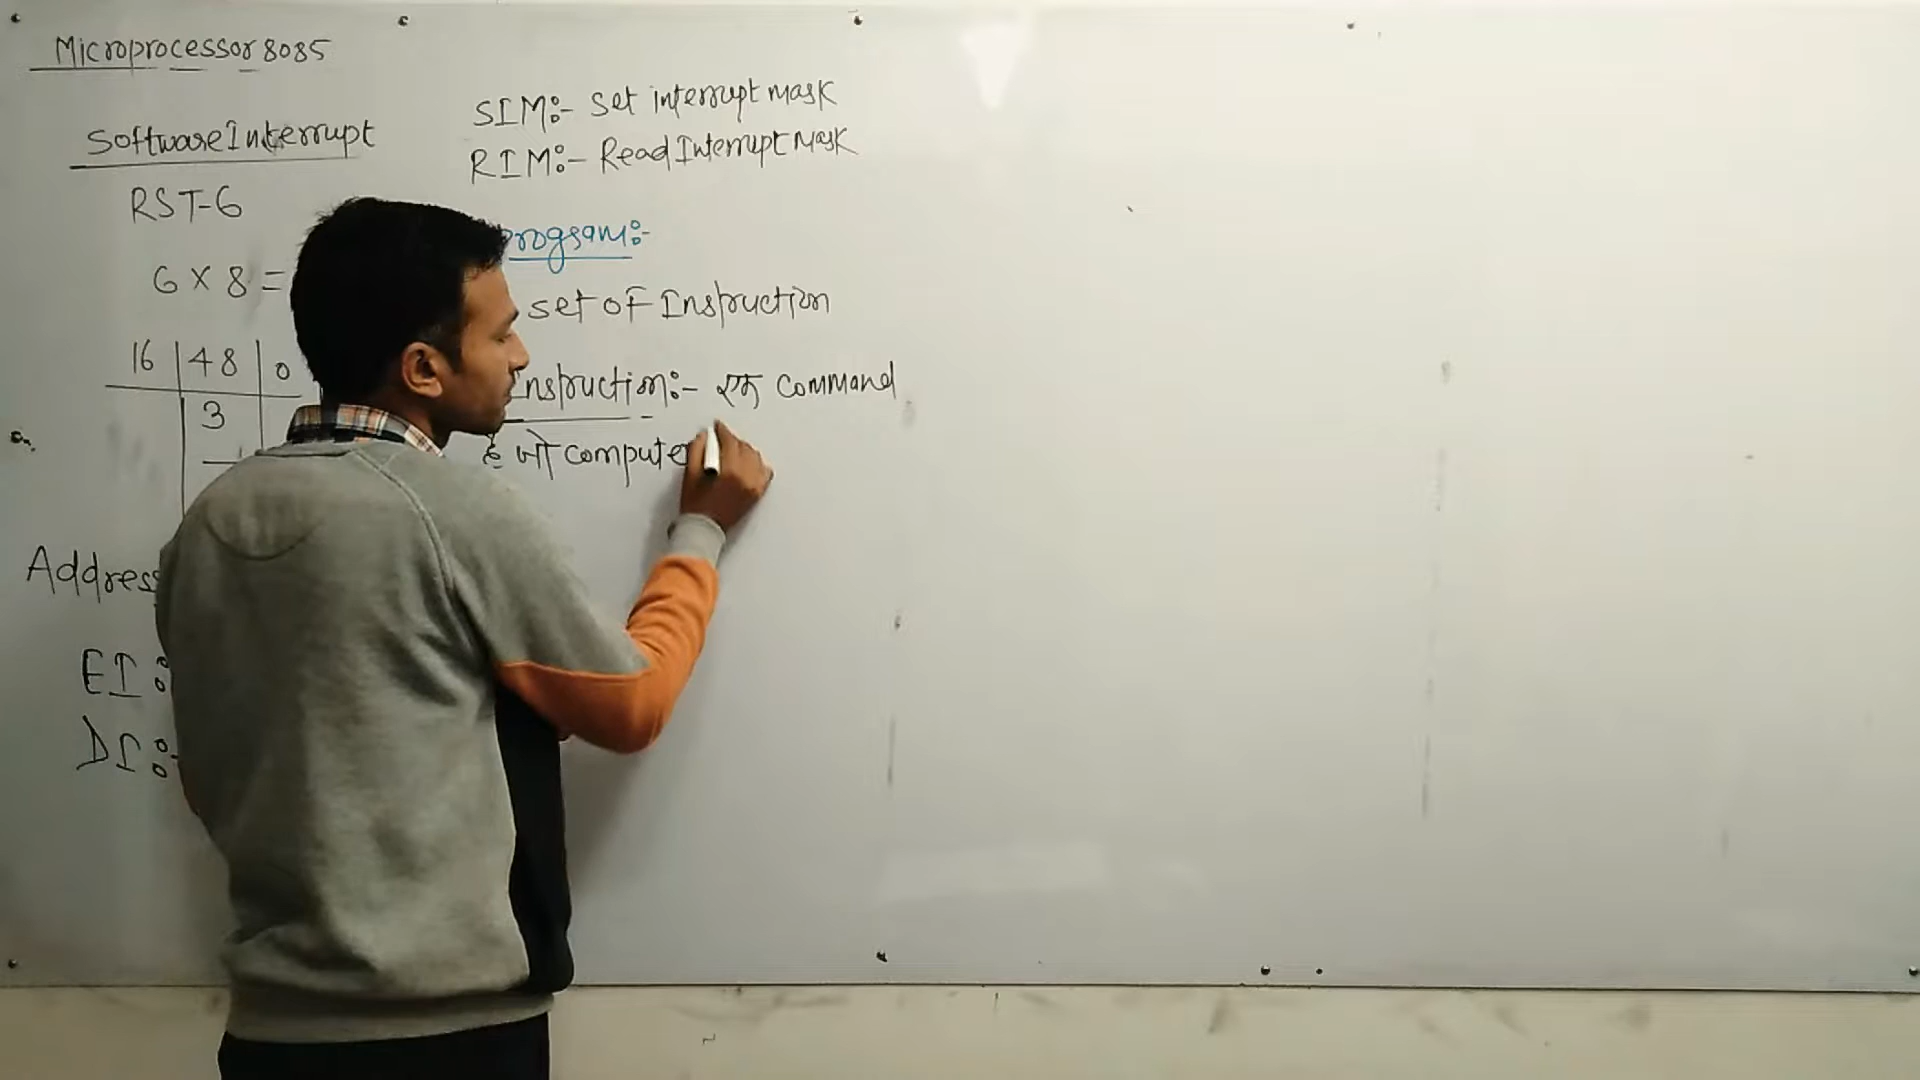 Microprocessor 8085
Software Interrupt
RST-6
6 × 8 =
16 | 48 | 0
3
Address
EI :
DI :-
SIM:- Set interrupt mask
RIM:- Read Interrupt Mask
program:-
set of Instruction
Instruction:- एक command
है जो computer